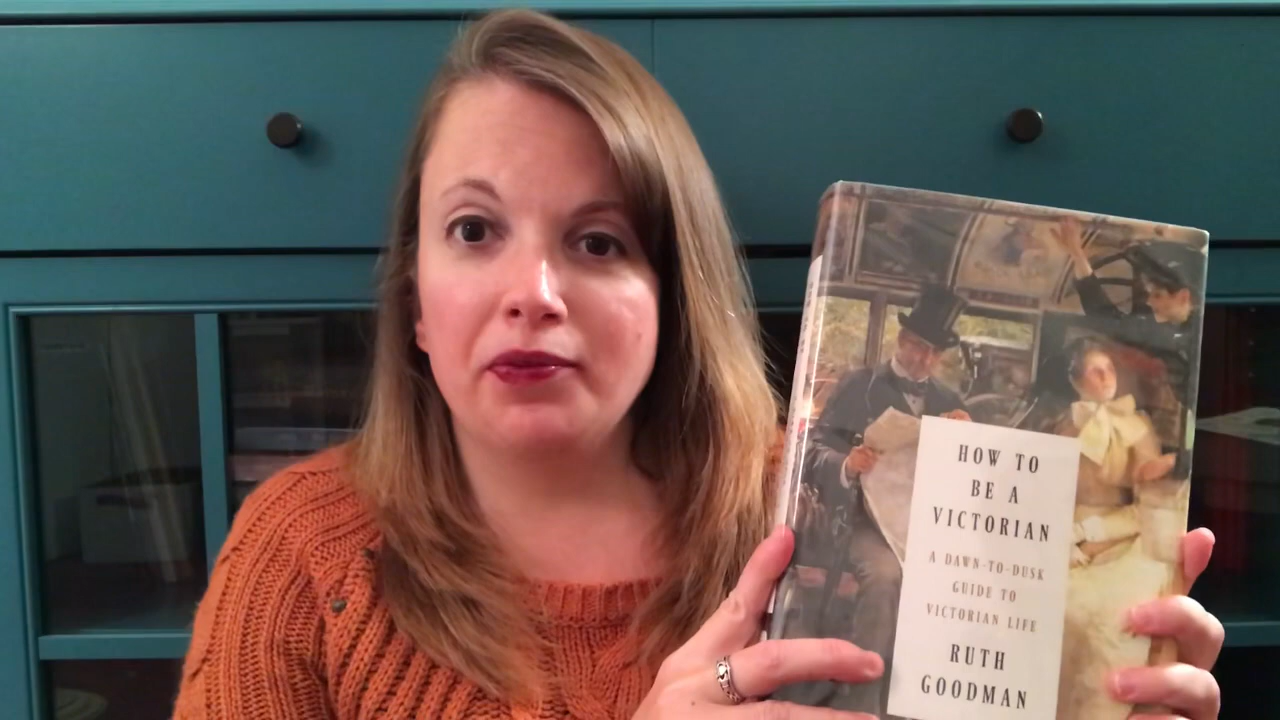 HOW TO
BE A
VICTORIAN
A DAWN-TO-DUSK
GUIDE TO
VICTORIAN LIFE
RUTH
GOODMAN